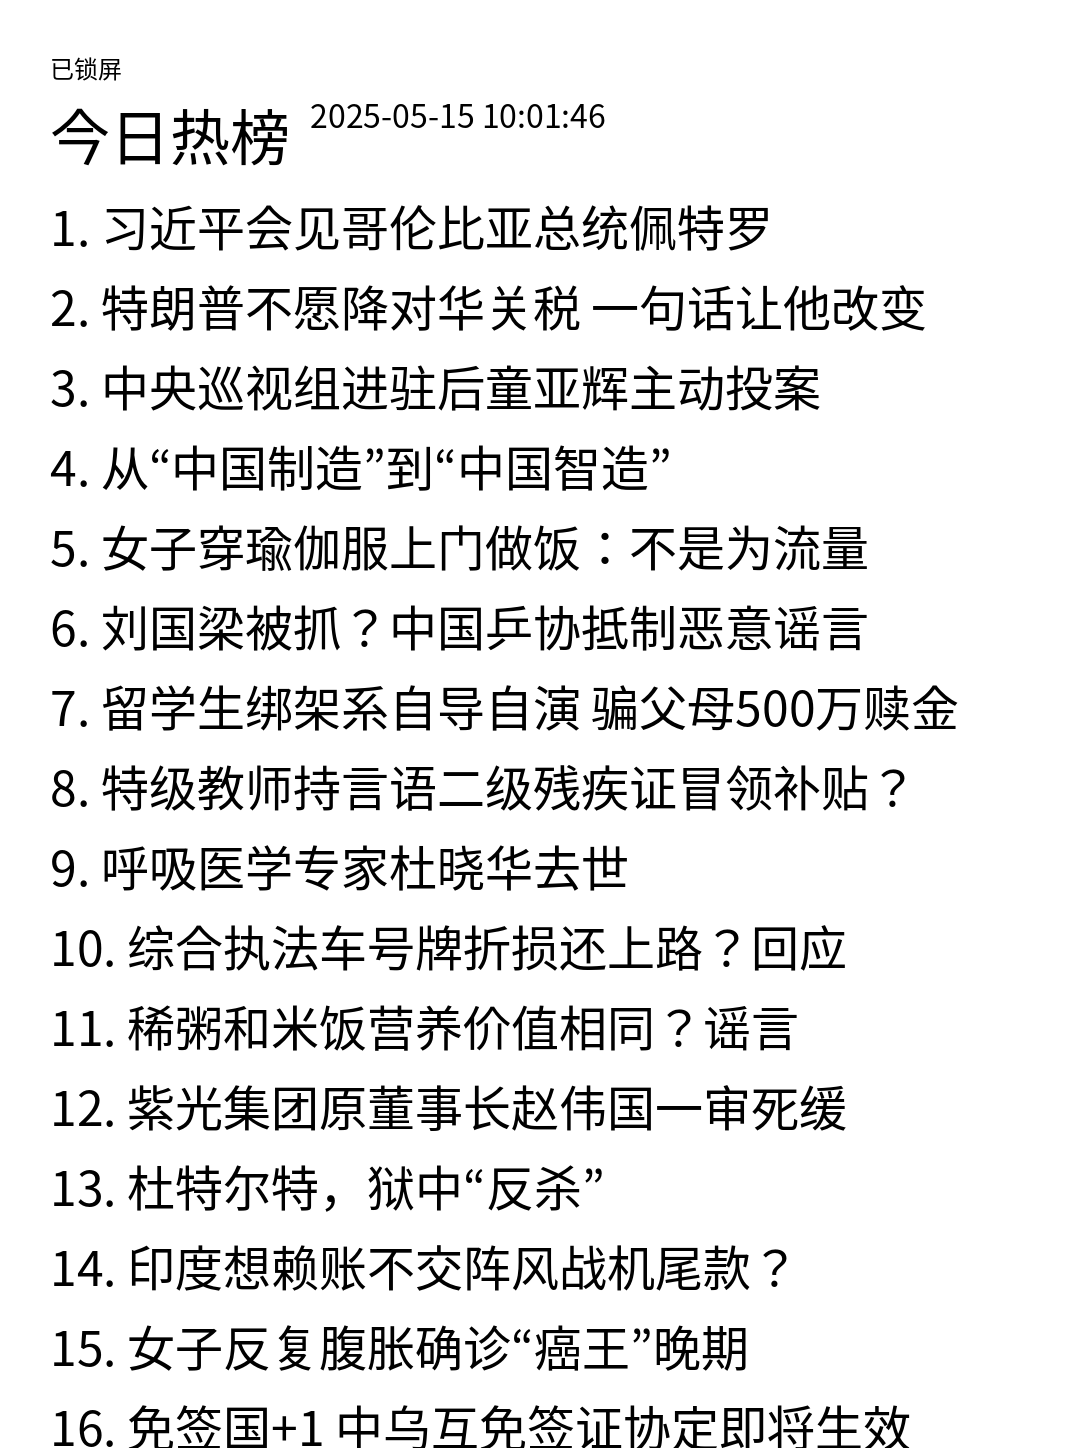 已锁屏
今日热榜 2025-05-15 10:01:46
1. 习近平会见哥伦比亚总统佩特罗
2. 特朗普不愿降对华关税 一句话让他改变
3. 中央巡视组进驻后童亚辉主动投案
4. 从“中国制造”到“中国智造”
5. 女子穿瑜伽服上门做饭：不是为流量
6. 刘国梁被抓？中国乒协抵制恶意谣言
7. 留学生绑架系自导自演 骗父母500万赎金
8. 特级教师持言语二级残疾证冒领补贴？
9. 呼吸医学专家杜晓华去世
10. 综合执法车号牌折损还上路？回应
11. 稀粥和米饭营养价值相同？谣言
12. 紫光集团原董事长赵伟国一审死缓
13. 杜特尔特，狱中“反杀”
14. 印度想赖账不交阵风战机尾款？
15. 女子反复腹胀确诊“癌王”晚期
16. 免签国+1 中乌互免签证协定即将生效